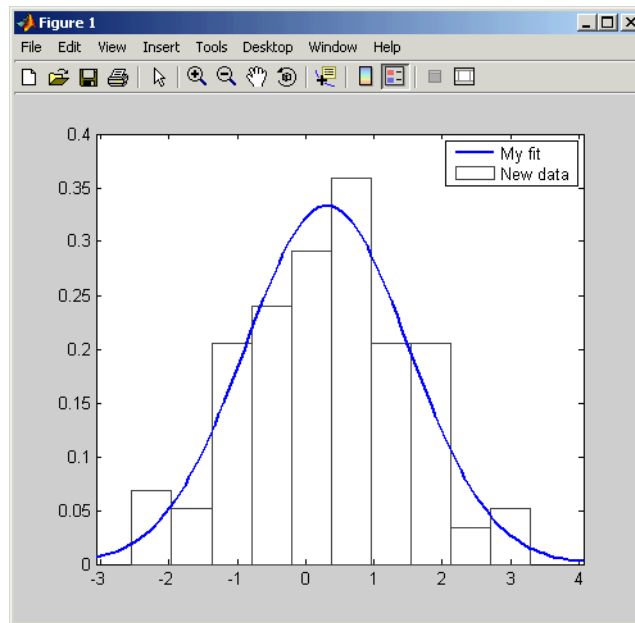 Figure 1
File Edit View Insert Tools Desktop Window Help
0.4
0.35
0.3
0.25
0.2
0.15
0.1
0.05
0
-3 -2 -1 0 1 2 3 4
My fit
New data